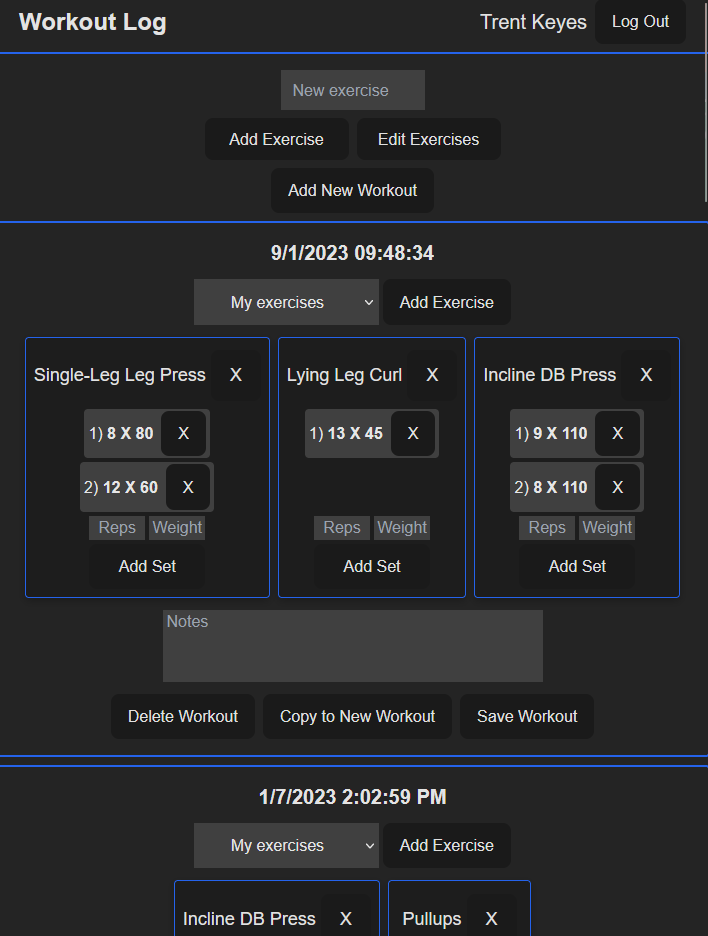 Workout Log Trent Keyes Log Out
New exercise
Add Exercise Edit Exercises
Add New Workout
9/1/2023 09:48:34
My exercises Add Exercise
Single-Leg Leg Press X Lying Leg Curl X Incline DB Press X
1) 8 X 80 X 1) 13 X 45 X 1) 9 X 110 X
2) 12 X 60 X 2) 8 X 110 X
Reps Weight Reps Weight Reps Weight
Add Set Add Set Add Set
Notes
Delete Workout Copy to New Workout Save Workout
1/7/2023 2:02:59 PM
My exercises Add Exercise
Incline DB Press X Pullups X